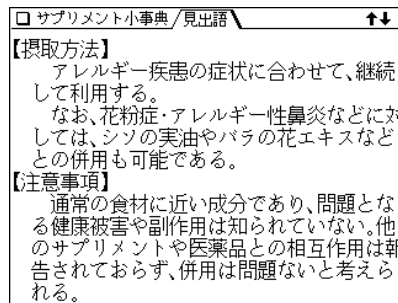 サプリメント小事典/見出語
【摂取方法】
アレルギー疾患の症状に合わせて、継続
して利用する。
なお、花粉症・アレルギー性鼻炎などに対
しては、シソの実油やバラの花エキスなど
との併用も可能である。
【注意事項】
通常の食材に近い成分であり、問題とな
る健康被害や副作用は知られていない。他
のサプリメントや医薬品との相互作用は報
告されておらず、併用は問題ないと考えら
れる。